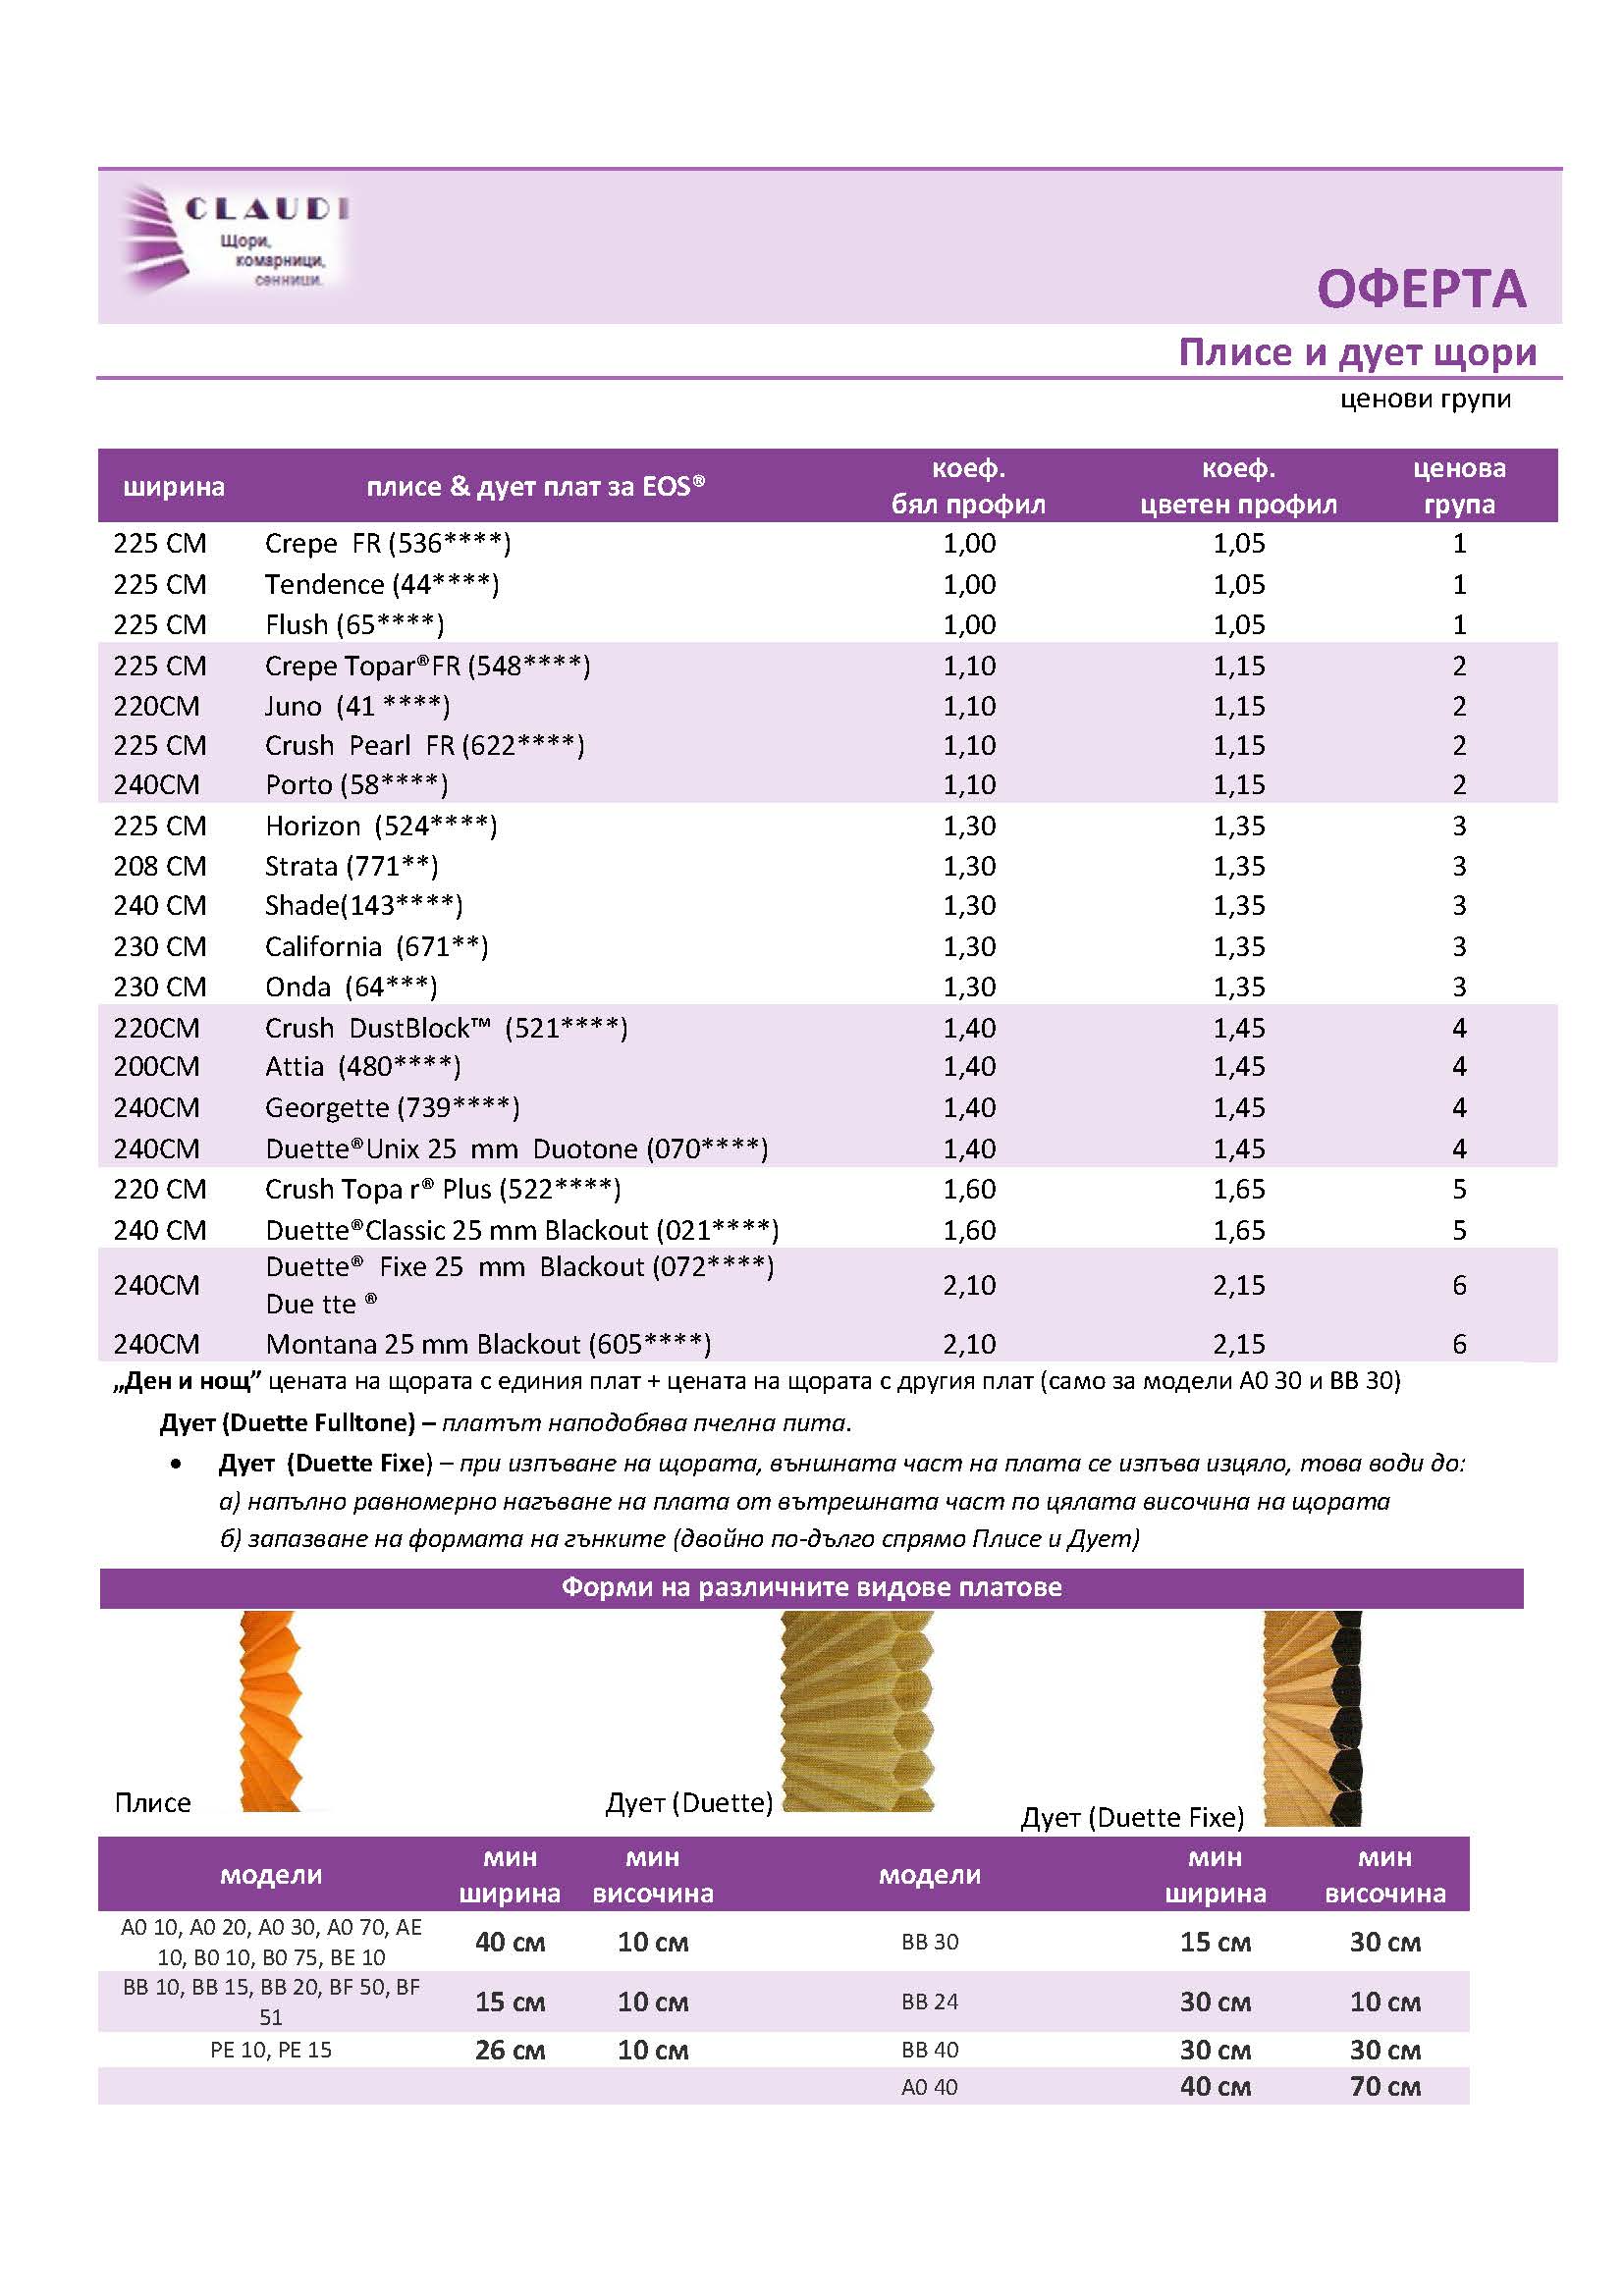 CLAUDI
Щори,
комарници,
сенници.
ОФЕРТА
Плисе и дует щори
ценови групи
ширина плисе & дует плат за EOS® коеф. бял профил коеф. цветен профил ценова група
225 CM Crepe FR (536****) 1,00 1,05 1
225 CM Tendence (44****) 1,00 1,05 1
225 CM Flush (65****) 1,00 1,05 1
225 CM Crepe Topar®FR (548****) 1,10 1,15 2
220CM Juno (41 ****) 1,10 1,15 2
225 CM Crush Pearl FR (622****) 1,10 1,15 2
240CM Porto (58****) 1,10 1,15 2
225 CM Horizon (524****) 1,30 1,35 3
208 CM Strata (771**) 1,30 1,35 3
240 CM Shade(143****) 1,30 1,35 3
230 CM California (671**) 1,30 1,35 3
230 CM Onda (64***) 1,30 1,35 3
220CM Crush DustBlock™ (521****) 1,40 1,45 4
200CM Attia (480****) 1,40 1,45 4
240CM Georgette (739****) 1,40 1,45 4
240CM Duette®Unix 25 mm Duotone (070****) 1,40 1,45 4
220 CM Crush Topa r® Plus (522****) 1,60 1,65 5
240 CM Duette®Classic 25 mm Blackout (021****) 1,60 1,65 5
240CM Duette® Fixe 25 mm Blackout (072****) 2,10 2,15 6
Due tte ®
240CM Montana 25 mm Blackout (605****) 2,10 2,15 6
„Ден и нощ” цената на щората с единия плат + цената на щората с другия плат (само за модели A0 30 и BB 30)
Дует (Duette Fulltone) – платът наподобява пчелна пита.
• Дует (Duette Fixe) – при изпъване на щората, външната част на плата се изпъва изцяло, това води до:
а) напълно равномерно нагъване на плата от вътрешната част по цялата височина на щората
б) запазване на формата на гънките (двойно по-дълго спрямо Плисе и Дует)
Форми на различните видове платове
Плисе
Дует (Duette)
Дует (Duette Fixe)
модели мин ширина мин височина модели мин ширина мин височина
A0 10, A0 20, A0 30, A0 70, AE
10, B0 10, B0 75, BE 10 40 см 10 см BB 30 15 см 30 см
BB 10, BB 15, BB 20, BF 50, BF
51 15 см 10 см BB 24 30 см 10 см
PE 10, PE 15 26 см 10 см BB 40 30 см 30 см
A0 40 40 см 70 см